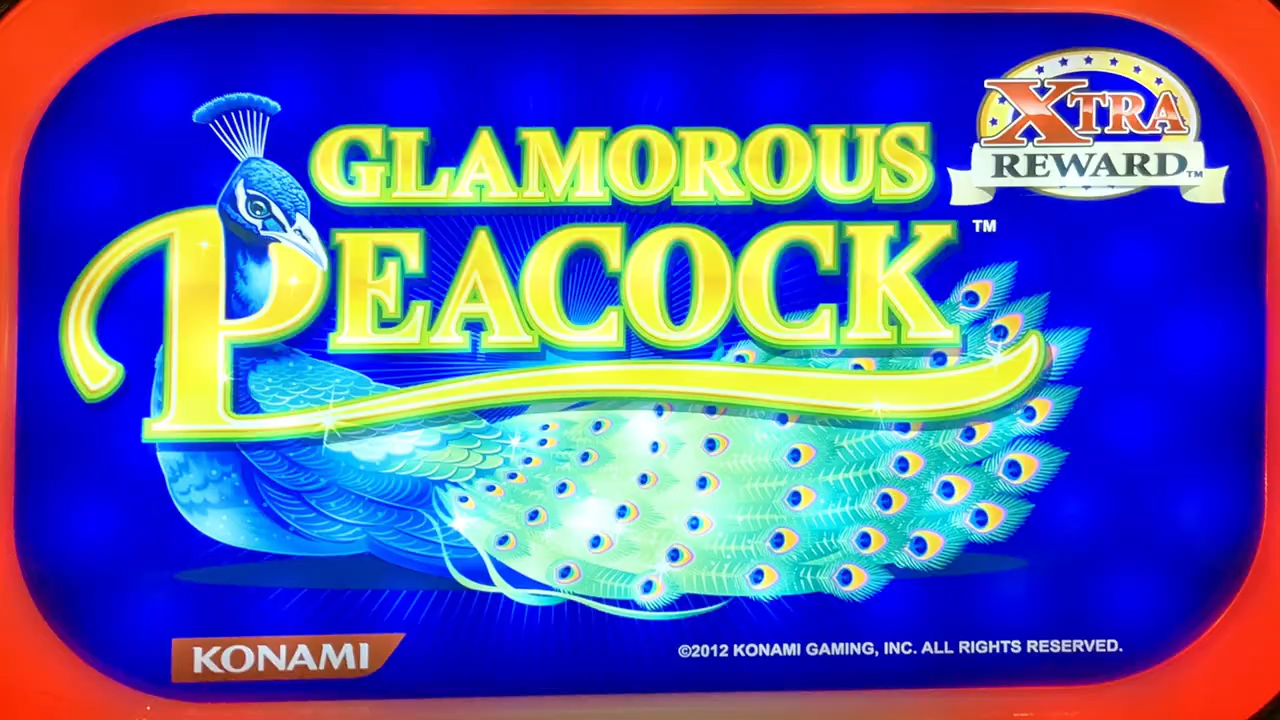 XTRA
REWARD™
GLAMOROUS
PEACOCK™
KONAMI
©2012 KONAMI GAMING, INC. ALL RIGHTS RESERVED.